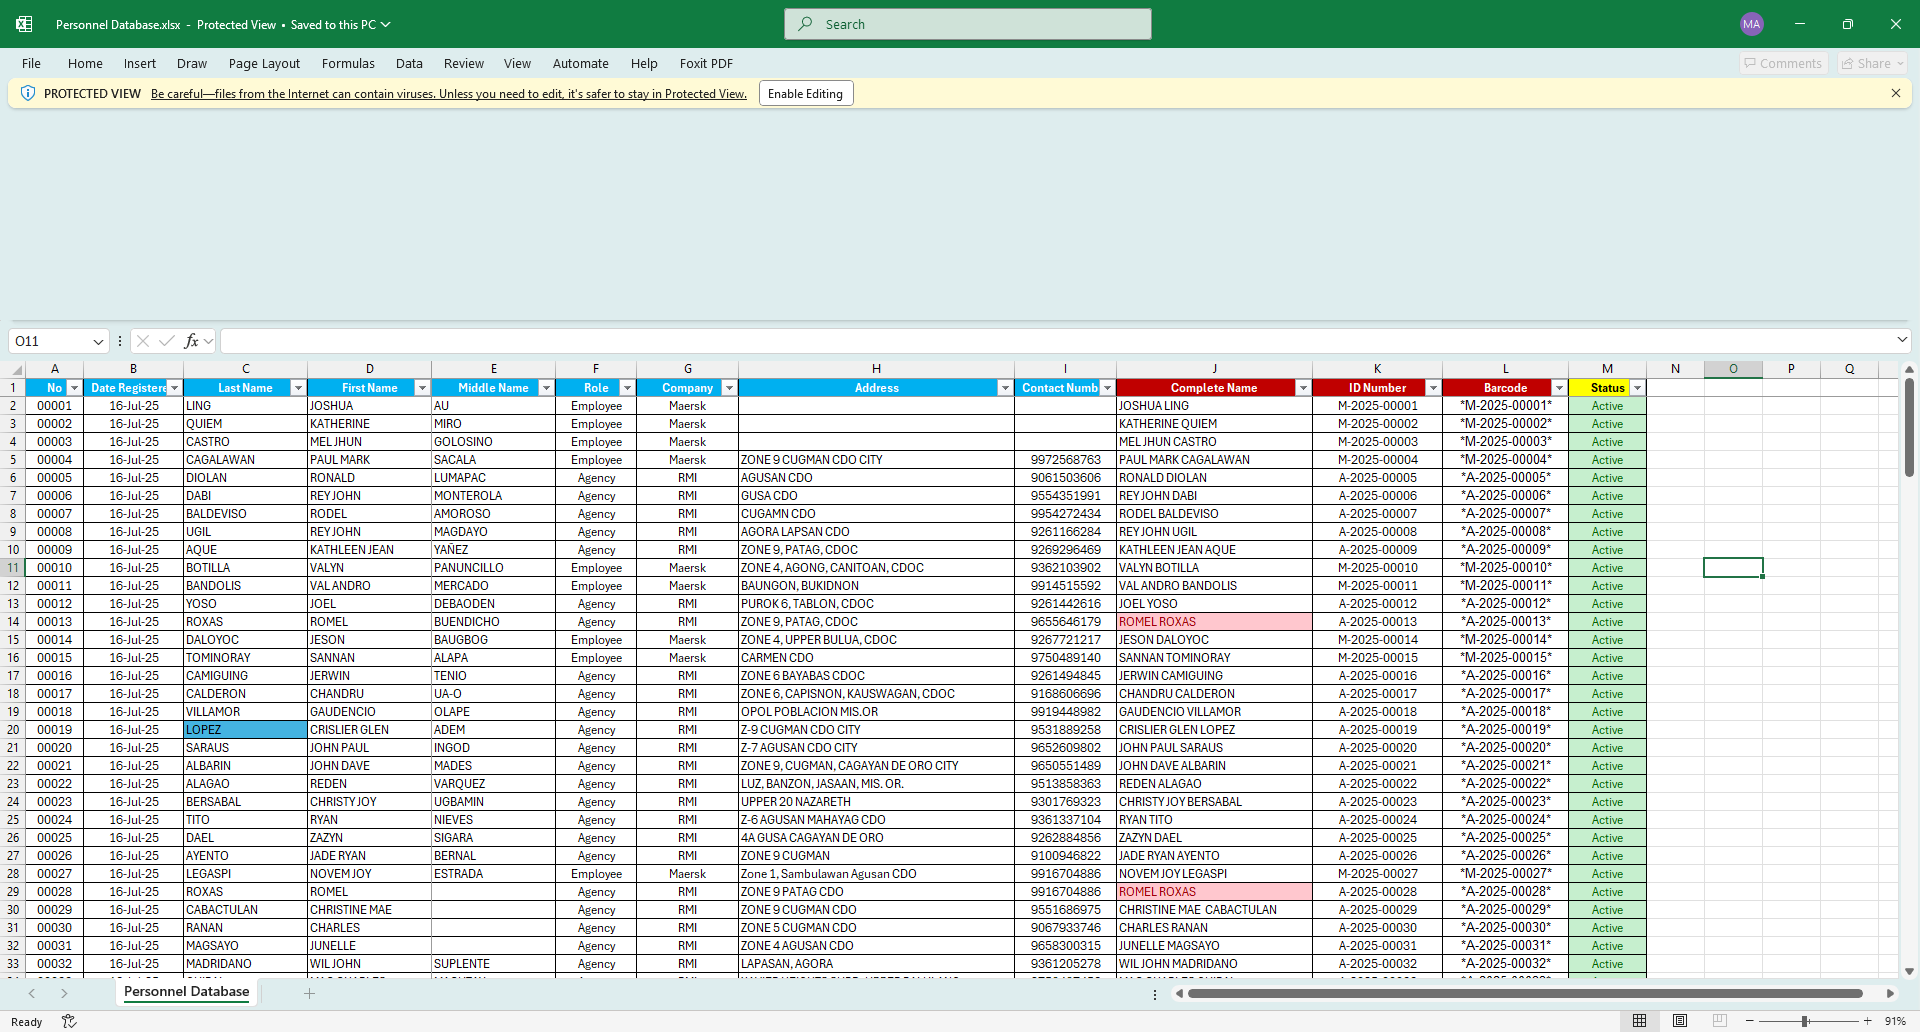 Personnel Database.xlsx - Protected View • Saved to this PC
Search
MA
File Home Insert Draw Page Layout Formulas Data Review View Automate Help Foxit PDF Comments Share
PROTECTED VIEW Be careful—files from the Internet can contain viruses. Unless you need to edit, it's safer to stay in Protected View. Enable Editing
O11 fx
A B C D E F G H I J K L M N O P Q
1 No Date Registere Last Name First Name Middle Name Role Company Address Contact Numb Complete Name ID Number Barcode Status
2 00001 16-Jul-25 LING JOSHUA AU Employee Maersk JOSHUA LING M-2025-00001 *M-2025-00001* Active
3 00002 16-Jul-25 QUIEM KATHERINE MIRO Employee Maersk KATHERINE QUIEM M-2025-00002 *M-2025-00002* Active
4 00003 16-Jul-25 CASTRO MEL JHUN GOLOSINO Employee Maersk MEL JHUN CASTRO M-2025-00003 *M-2025-00003* Active
5 00004 16-Jul-25 CAGALAWAN PAUL MARK SACALA Employee Maersk ZONE 9 CUGMAN CDO CITY 9972568763 PAUL MARK CAGALAWAN M-2025-00004 *M-2025-00004* Active
6 00005 16-Jul-25 DIOLAN RONALD LUMAPAC Agency RMI AGUSAN CDO 9061503606 RONALD DIOLAN A-2025-00005 *A-2025-00005* Active
7 00006 16-Jul-25 DABI REY JOHN MONTEROLA Agency RMI GUSA CDO 9554351991 REY JOHN DABI A-2025-00006 *A-2025-00006* Active
8 00007 16-Jul-25 BALDEVISO RODEL AMOROSO Agency RMI CUGAMN CDO 9954272434 RODEL BALDEVISO A-2025-00007 *A-2025-00007* Active
9 00008 16-Jul-25 UGIL REY JOHN MAGDAYO Agency RMI AGORA LAPSAN CDO 9261166284 REY JOHN UGIL A-2025-00008 *A-2025-00008* Active
10 00009 16-Jul-25 AQUE KATHLEEN JEAN YAÑEZ Agency RMI ZONE 9, PATAG, CDOC 9269296469 KATHLEEN JEAN AQUE A-2025-00009 *A-2025-00009* Active
11 00010 16-Jul-25 BOTILLA VALYN PANUNCILLO Employee Maersk ZONE 4, AGONG, CANITOAN, CDOC 9362103902 VALYN BOTILLA M-2025-00010 *M-2025-00010* Active
12 00011 16-Jul-25 BANDOLIS VAL ANDRO MERCADO Employee Maersk BAUNGON, BUKIDNON 9914515592 VAL ANDRO BANDOLIS M-2025-00011 *M-2025-00011* Active
13 00012 16-Jul-25 YOSO JOEL DEBAODEN Agency RMI PUROK 6, TABLON, CDOC 9261442616 JOEL YOSO A-2025-00012 *A-2025-00012* Active
14 00013 16-Jul-25 ROXAS ROMEL BUENDICHO Agency RMI ZONE 9, PATAG, CDOC 9655646179 ROMEL ROXAS A-2025-00013 *A-2025-00013* Active
15 00014 16-Jul-25 DALOYOC JESON BAUGBOG Employee Maersk ZONE 4, UPPER BULUA, CDOC 9267721217 JESON DALOYOC M-2025-00014 *M-2025-00014* Active
16 00015 16-Jul-25 TOMINORAY SANNAN ALAPA Employee Maersk CARMEN CDO 9750489140 SANNAN TOMINORAY M-2025-00015 *M-2025-00015* Active
17 00016 16-Jul-25 CAMIGUING JERWIN TENIO Agency RMI ZONE 6 BAYABAS CDOC 9261494845 JERWIN CAMIGUING A-2025-00016 *A-2025-00016* Active
18 00017 16-Jul-25 CALDERON CHANDRU UA-O Agency RMI ZONE 6, CAPISNON, KAUSWAGAN, CDOC 9168606696 CHANDRU CALDERON A-2025-00017 *A-2025-00017* Active
19 00018 16-Jul-25 VILLAMOR GAUDENCIO OLAPE Agency RMI OPOL POBLACION MIS.OR 9919448982 GAUDENCIO VILLAMOR A-2025-00018 *A-2025-00018* Active
20 00019 16-Jul-25 LOPEZ CRISLIER GLEN ADEM Agency RMI Z-9 CUGMAN CDO CITY 9531889258 CRISLIER GLEN LOPEZ A-2025-00019 *A-2025-00019* Active
21 00020 16-Jul-25 SARAUS JOHN PAUL INGOD Agency RMI Z-7 AGUSAN CDO CITY 9652609802 JOHN PAUL SARAUS A-2025-00020 *A-2025-00020* Active
22 00021 16-Jul-25 ALBARIN JOHN DAVE MADES Agency RMI ZONE 9, CUGMAN, CAGAYAN DE ORO CITY 9650551489 JOHN DAVE ALBARIN A-2025-00021 *A-2025-00021* Active
23 00022 16-Jul-25 ALAGAO REDEN VARQUEZ Agency RMI LUZ, BANZON, JASAAN, MIS. OR. 9513858363 REDEN ALAGAO A-2025-00022 *A-2025-00022* Active
24 00023 16-Jul-25 BERSABAL CHRISTY JOY UGBAMIN Agency RMI UPPER 20 NAZARETH 9301769323 CHRISTY JOY BERSABAL A-2025-00023 *A-2025-00023* Active
25 00024 16-Jul-25 TITO RYAN NIEVES Agency RMI Z-6 AGUSAN MAHAYAG CDO 9361337104 RYAN TITO A-2025-00024 *A-2025-00024* Active
26 00025 16-Jul-25 DAEL ZAZYN SIGARA Agency RMI 4A GUSA CAGAYAN DE ORO 9262884856 ZAZYN DAEL A-2025-00025 *A-2025-00025* Active
27 00026 16-Jul-25 AYENTO JADE RYAN BERNAL Agency RMI ZONE 9 CUGMAN 9100946822 JADE RYAN AYENTO A-2025-00026 *A-2025-00026* Active
28 00027 16-Jul-25 LEGASPI NOVEM JOY ESTRADA Employee Maersk Zone 1, Sambulawan Agusan CDO 9916704886 NOVEM JOY LEGASPI M-2025-00027 *M-2025-00027* Active
29 00028 16-Jul-25 ROXAS ROMEL Agency RMI ZONE 9 PATAG CDO 9916704886 ROMEL ROXAS A-2025-00028 *A-2025-00028* Active
30 00029 16-Jul-25 CABACTULAN CHRISTINE MAE Agency RMI ZONE 9 CUGMAN CDO 9551686975 CHRISTINE MAE CABACTULAN A-2025-00029 *A-2025-00029* Active
31 00030 16-Jul-25 RANAN CHARLES Agency RMI ZONE 5 CUGMAN CDO 9067933746 CHARLES RANAN A-2025-00030 *A-2025-00030* Active
32 00031 16-Jul-25 MAGSAYO JUNELLE Agency RMI ZONE 4 AGUSAN CDO 9658300315 JUNELLE MAGSAYO A-2025-00031 *A-2025-00031* Active
33 00032 16-Jul-25 MADRIDANO WIL JOHN SUPLENTE Agency RMI LAPASAN, AGORA 9361205278 WIL JOHN MADRIDANO A-2025-00032 *A-2025-00032* Active
Personnel Database
Ready 91%